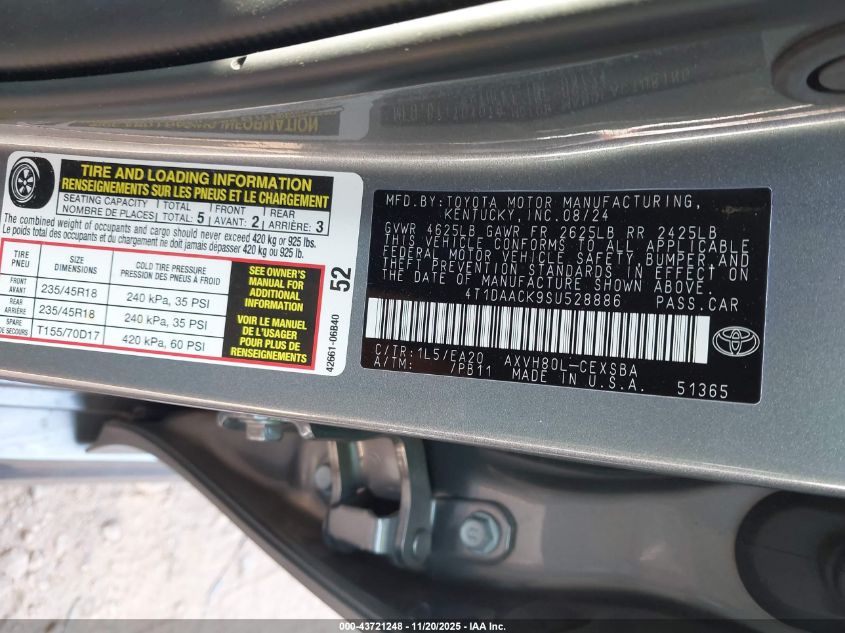 TIRE AND LOADING INFORMATION
RENSEIGNEMENTS SUR LES PNEUS ET LE CHARGEMENT
SEATING CAPACITY TOTAL 5 FRONT 2 REAR 3
NOMBRE DE PLACES TOTAL: AVANT: ARRIÈRE:
The combined weight of occupants and cargo should never exceed 420 kg or 925 lbs.
Le poids total des occupants et du chargement ne doit jamais dépasser 420 kg ou 925 lb.
TIRE SIZE COLD TIRE PRESSURE
PNEU DIMENSIONS PRESSION DES PNEUS À FROID
FRONT AVANT 235/45R18 240 kPa, 35 PSI
REAR ARRIÈRE 235/45R18 240 kPa, 35 PSI
SPARE DE SECOURS T155/70D17 420 kPa, 60 PSI
SEE OWNER'S
MANUAL FOR
ADDITIONAL
INFORMATION
VOIR LE MANUEL
DE L'USAGER
POUR PLUS DE
RENSEIGNEMENTS
52
42661-06B40
MFD.BY:TOYOTA MOTOR MANUFACTURING,
KENTUCKY, INC.08/24
GVWR 4625LB GAWR FR 2625LB RR 2425LB
THIS VEHICLE CONFORMS TO ALL APPLICABLE
FEDERAL MOTOR VEHICLE SAFETY, BUMPER, AND
THEFT PREVENTION STANDARDS IN EFFECT ON
THE DATE OF MANUFACTURE SHOWN ABOVE.
4T1DAACK9SU528886 PASS.CAR
C/TR:1L5/EA20 AXVH80L-CEXSBA
A/TM: 7PB11 MADE IN U.S.A.
51365
000-43721248 - 11/20/2025 - IAA Inc.